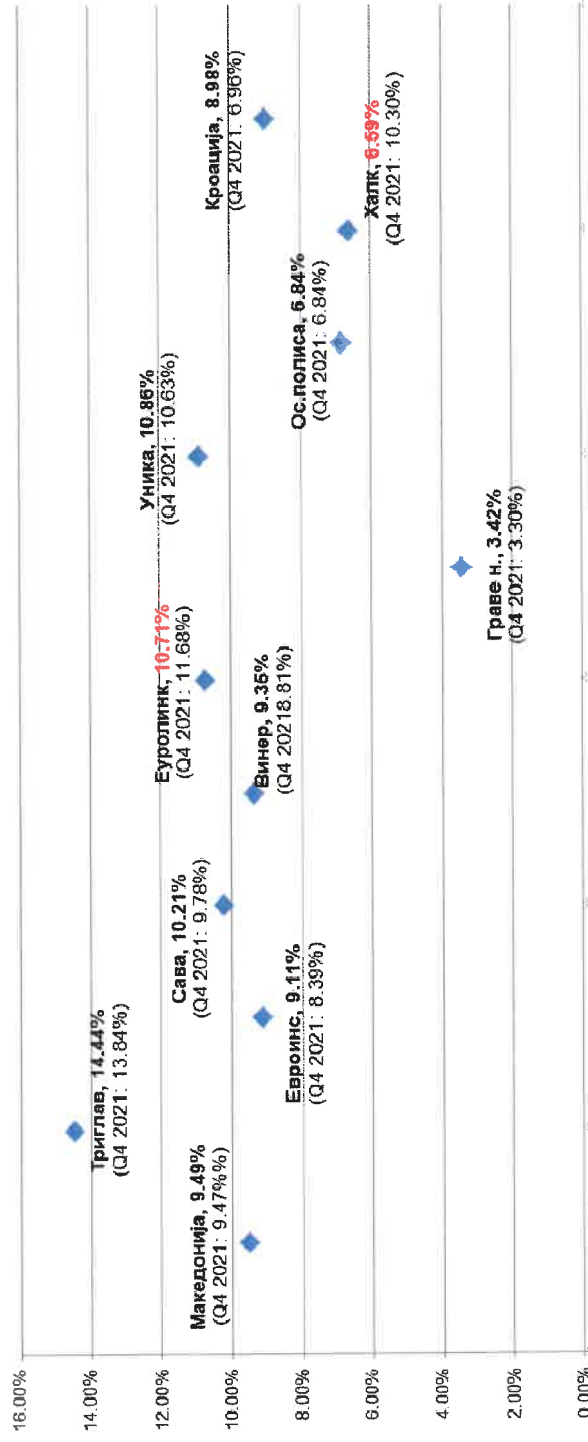 16.00%
14.00%
12.00%
10.00%
8.00%
6.00%
4.00%
2.00%
0.00%
Македонија, 9.49%
(Q4 2021: 9.47%%)
Триглав, 14.44%
(Q4 2021: 13.84%)
Евроинс, 9.11%
(Q4 2021: 8.39%)
Сава, 10.21%
(Q4 2021: 9.78%)
Винер, 9.35%
(Q4 20218.81%)
Еуролинк, 10.71%
(Q4 2021: 11.68%)
Граве н., 3.42%
(Q4 2021: 3.30%)
Уника, 10.86%
(Q4 2021: 10.63%)
Ос.полиса, 6.84%
(Q4 2021: 6.84%)
Халк, 6.59%
(Q4 2021: 10.30%)
Кроација, 8.98%
(Q4 2021: 6.96%)